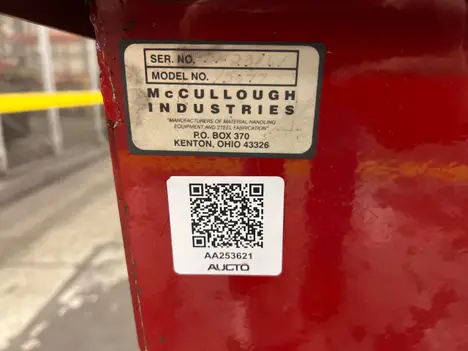 SER. NO.
MODEL NO.
McCULLOUGH
INDUSTRIES
"MANUFACTURERS OF MATERIAL HANDLING
EQUIPMENT AND STEEL FABRICATION"
P.O. BOX 370
KENTON, OHIO 43326
AA253621
AUCTO